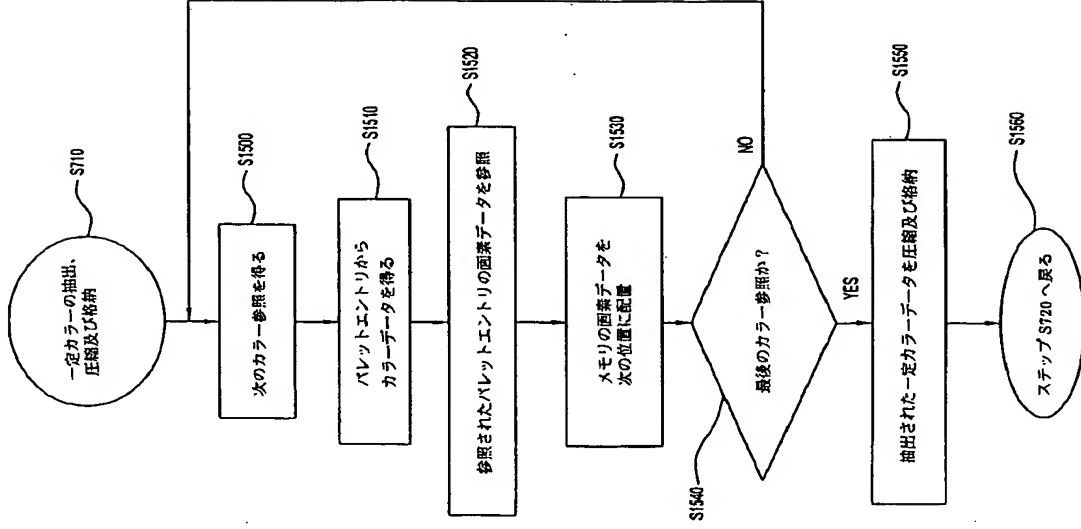 一定カラーの抽出、
圧縮及び格納
S710
次のカラー参照を得る
S1500
パレットエントリから
カラーデータを得る
S1510
参照されたパレットエントリの画素データを参照
S1520
メモリの画素データを
次の位置に配置
S1530
最後のカラー参照か?
S1540
NO
YES
抽出された一定カラーデータを圧縮及び格納
S1550
ステップ S720 へ戻る
S1560